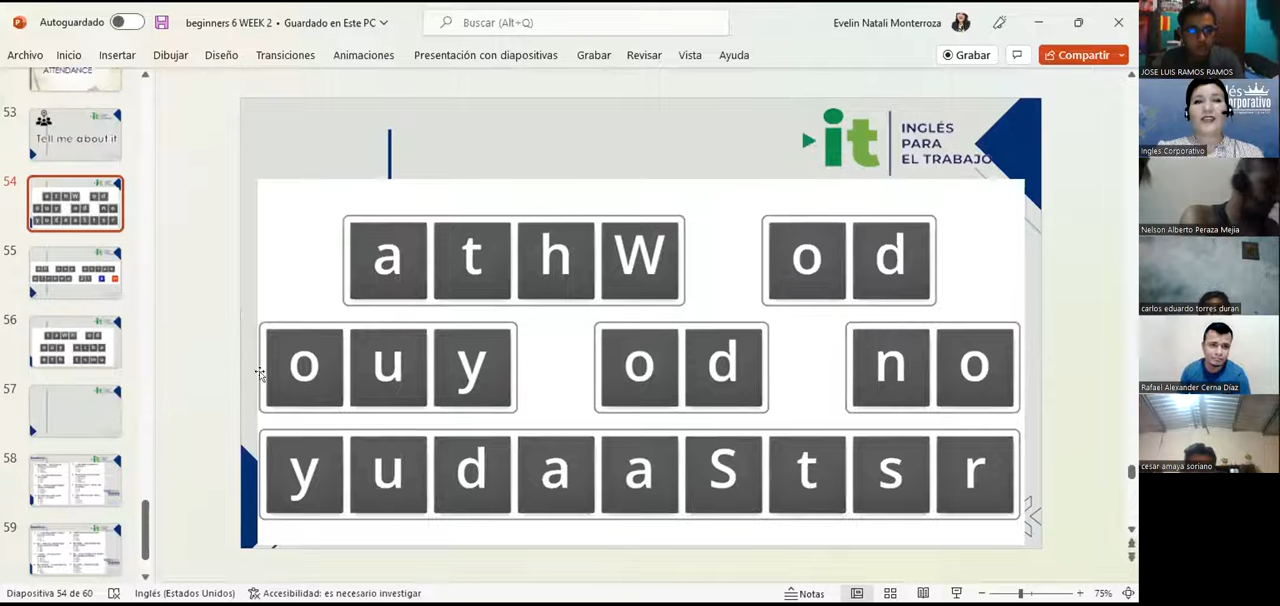 Autoguardado
beginners 6 WEEK 2 • Guardado en Este PC
Buscar (Alt+Q)
Evelin Natali Monterroza
Archivo Inicio Insertar Dibujar Diseño Transiciones Animaciones Presentación con diapositivas Grabar Revisar Vista Ayuda
Grabar
Compartir
ATTENDANCE
53
Tell me about it
54
55
56
57
58
59
it
INGLÉS
PARA
EL TRABAJO
a t h W o d
o u y o d n o
y u d a a S t s r
JOSE LUIS RAMOS RAMOS
Ingles Corporativo
Nelson Alberto Peraza Mejia
carlos eduardo torres duran
Rafael Alexander Cerna Díaz
cesar amaya soriano
Diapositiva 54 de 60
Inglés (Estados Unidos)
Accesibilidad: es necesario investigar
Notas
75%